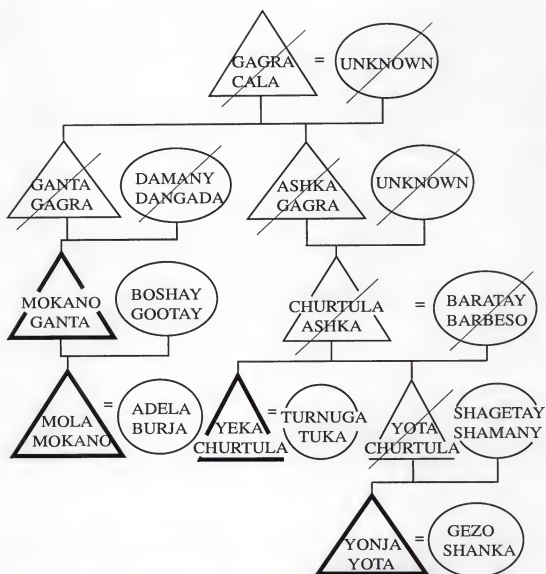 GAGRA
CALA
=
UNKNOWN
GANTA
GAGRA
DAMANY
DANGADA
ASHKA
GAGRA
UNKNOWN
MOKANO
GANTA
BOSHAY
GOOTAY
CHURTULA
ASHKA
=
BARATAY
BARBESO
MOLA
MOKANO
=
ADELA
BURJA
YEKA
CHURTULA
=
TURNUGA
TUKA
YOTA
CHURTULA
SHAGETAY
SHAMANY
YONJA
YOTA
=
GEZO
SHANKA